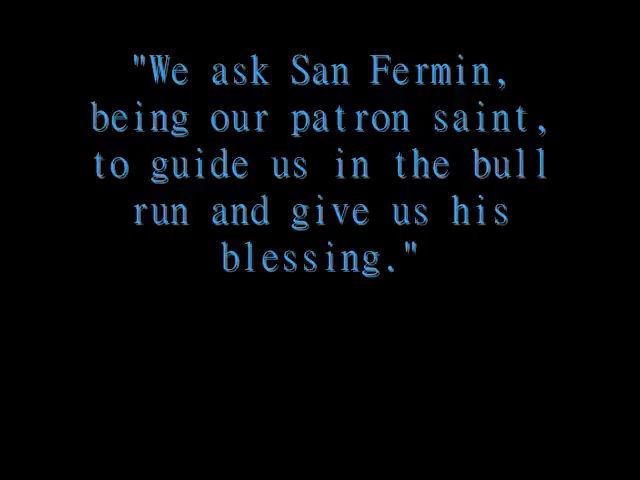 "We ask San Fermin,
being our patron saint,
to guide us in the bull
run and give us his
blessing."